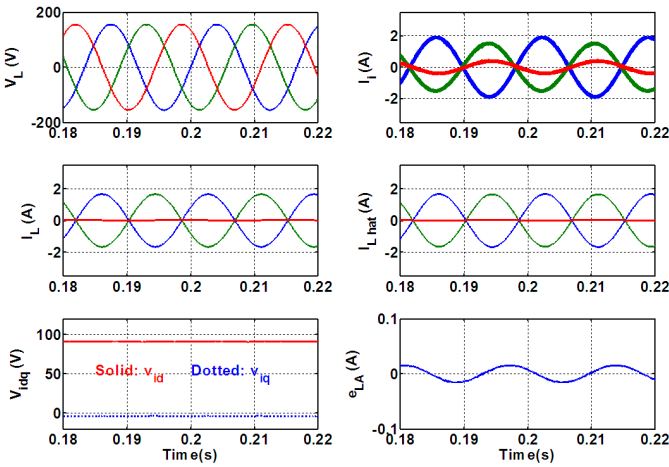 200
0
-200
V_L (V)
0.18 0.19 0.2 0.21 0.22
2
0
-2
I_i (A)
0.18 0.19 0.2 0.21 0.22
2
0
-2
I_L (A)
0.18 0.19 0.2 0.21 0.22
2
0
-2
I_L hat (A)
0.18 0.19 0.2 0.21 0.22
100
50
0
V_idq (V)
Solid: v_id Dotted: v_iq
0.18 0.19 0.2 0.21 0.22
Time(s)
0.1
0
-0.1
e_LA (A)
0.18 0.19 0.2 0.21 0.22
Time(s)